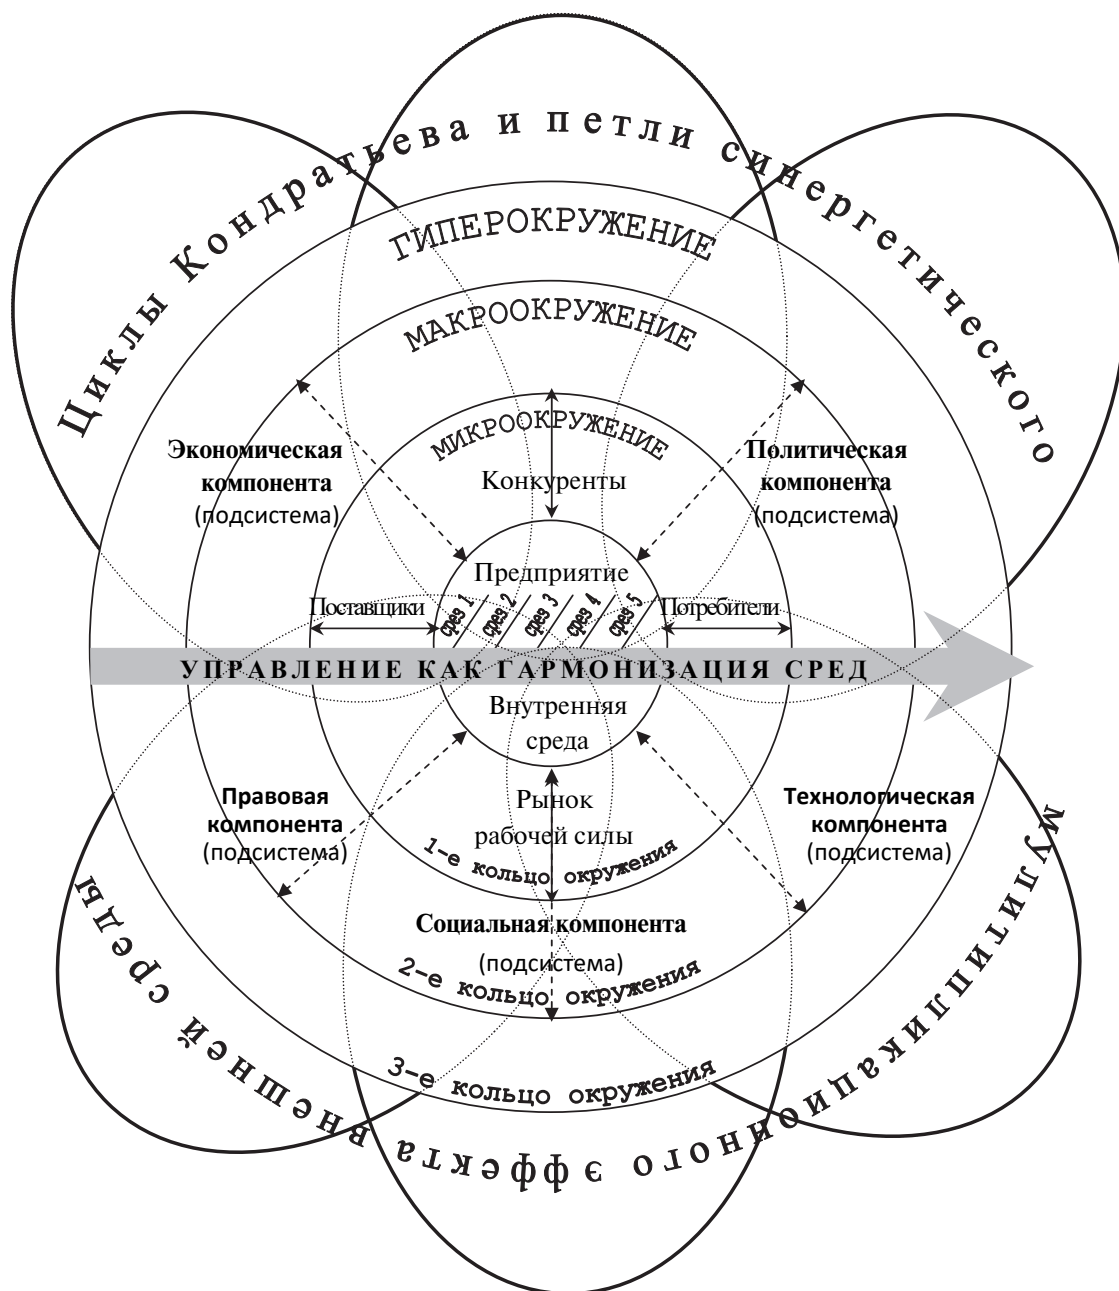 Циклы Кондратьева и петли синергетического
ГИПЕРОКРУЖЕНИЕ
МАКРООКРУЖЕНИЕ
МИКРООКРУЖЕНИЕ
Экономическая
компонента
(подсистема)
Конкуренты
Политическая
компонента
(подсистема)
Предприятие
Поставщики
срез 1
срез 2
срез 3
срез 4
срез 5
Потребители
УПРАВЛЕНИЕ КАК ГАРМОНИЗАЦИЯ СРЕД
Внутренняя
среда
Правовая
компонента
(подсистема)
Рынок
рабочей силы
Технологическая
компонента
(подсистема)
1-е кольцо окружения
Социальная компонента
(подсистема)
2-е кольцо окружения
3-е кольцо окружения
мулитипликационного эффекта внешней среды